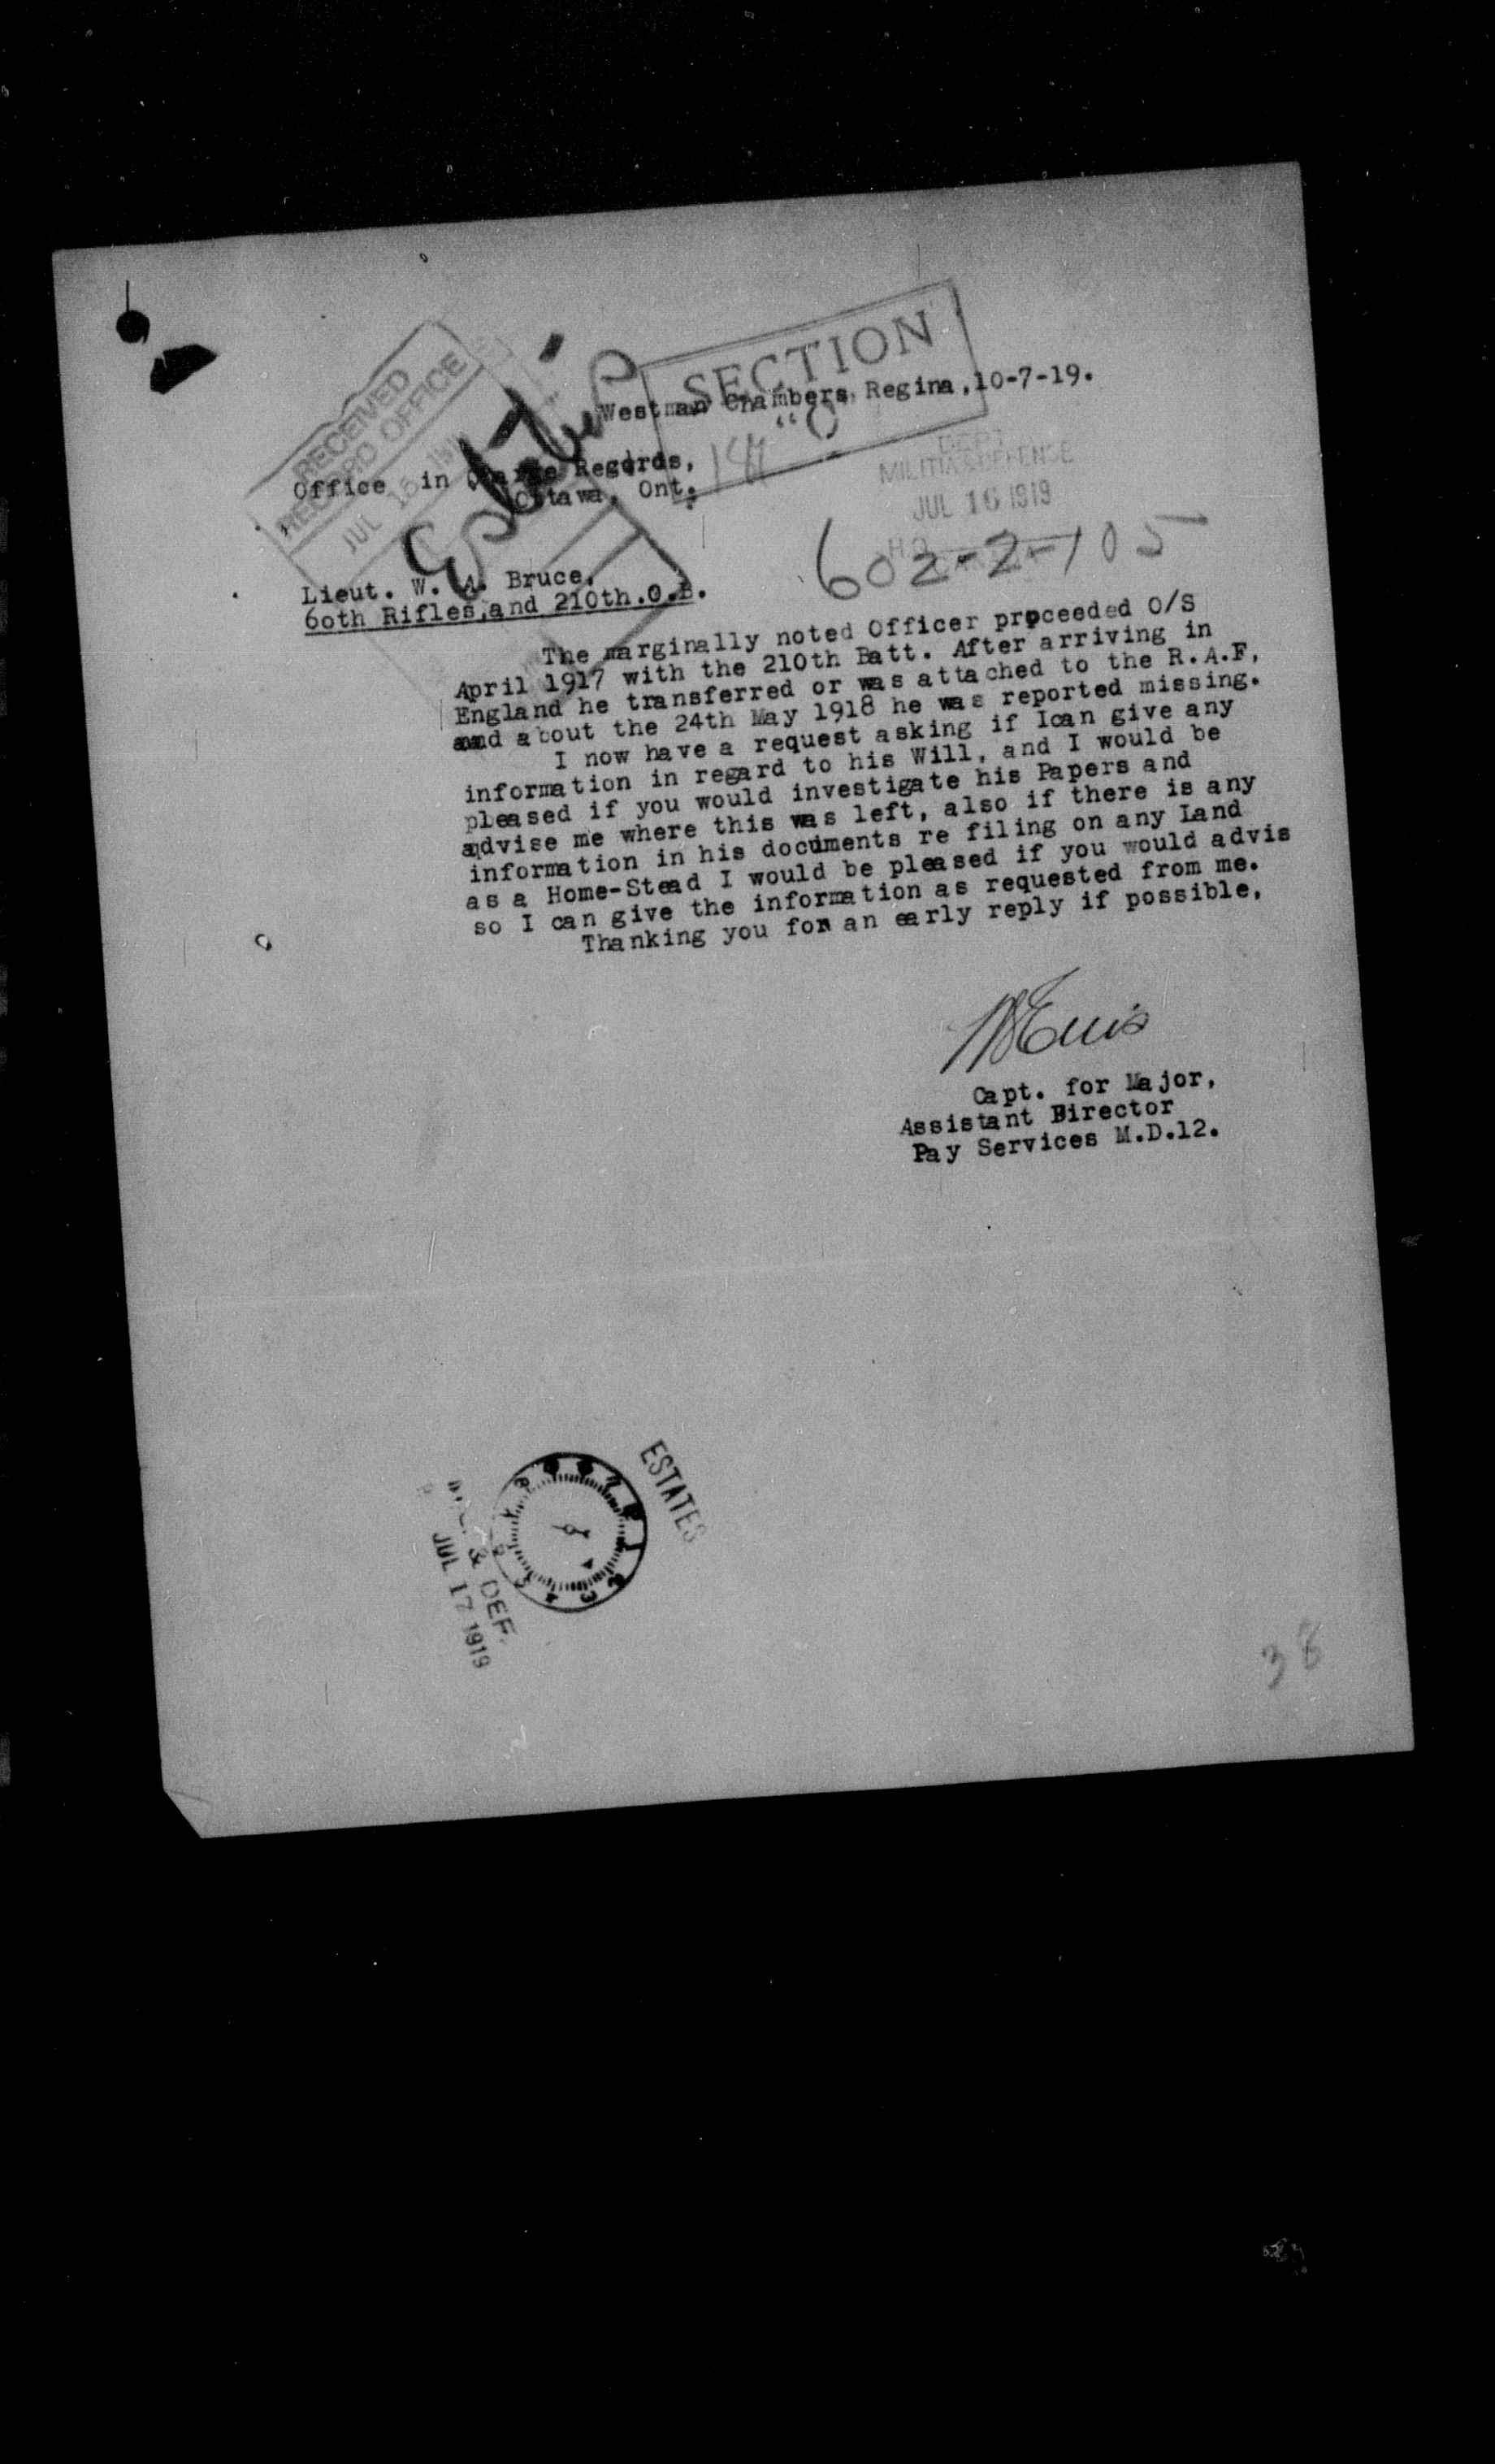 RECEIVED
RECORD OFFICE
JUL 15
Estates
SECTION
"C"
Westman Chambers, Regina, 10-7-19.
Office in Charge Records,
Ottawa, Ont.
DEPT
MILITIA & DEFENSE
JUL 16 1919
H.Q.
602-2-105
Lieut. W. A. Bruce.
60th Rifles,and 210th.O.B.
The marginally noted Officer proceeded O/S
April 1917 with the 210th Batt. After arriving in
England he transferred or was attached to the R.A.F,
and about the 24th May 1918 he was reported missing.
I now have a request asking if Ican give any
information in regard to his Will, and I would be
pleased if you would investigate his Papers and
advise me where this was left, also if there is any
information in his documents re filing on any Land
as a Home-Stead I would be pleased if you would advis
so I can give the information as requested from me.
Thanking you for an early reply if possible,
Capt. for Major,
Assistant Director
Pay Services M.D.12.
ESTATES
& DEF.
JUL 17 1919
38